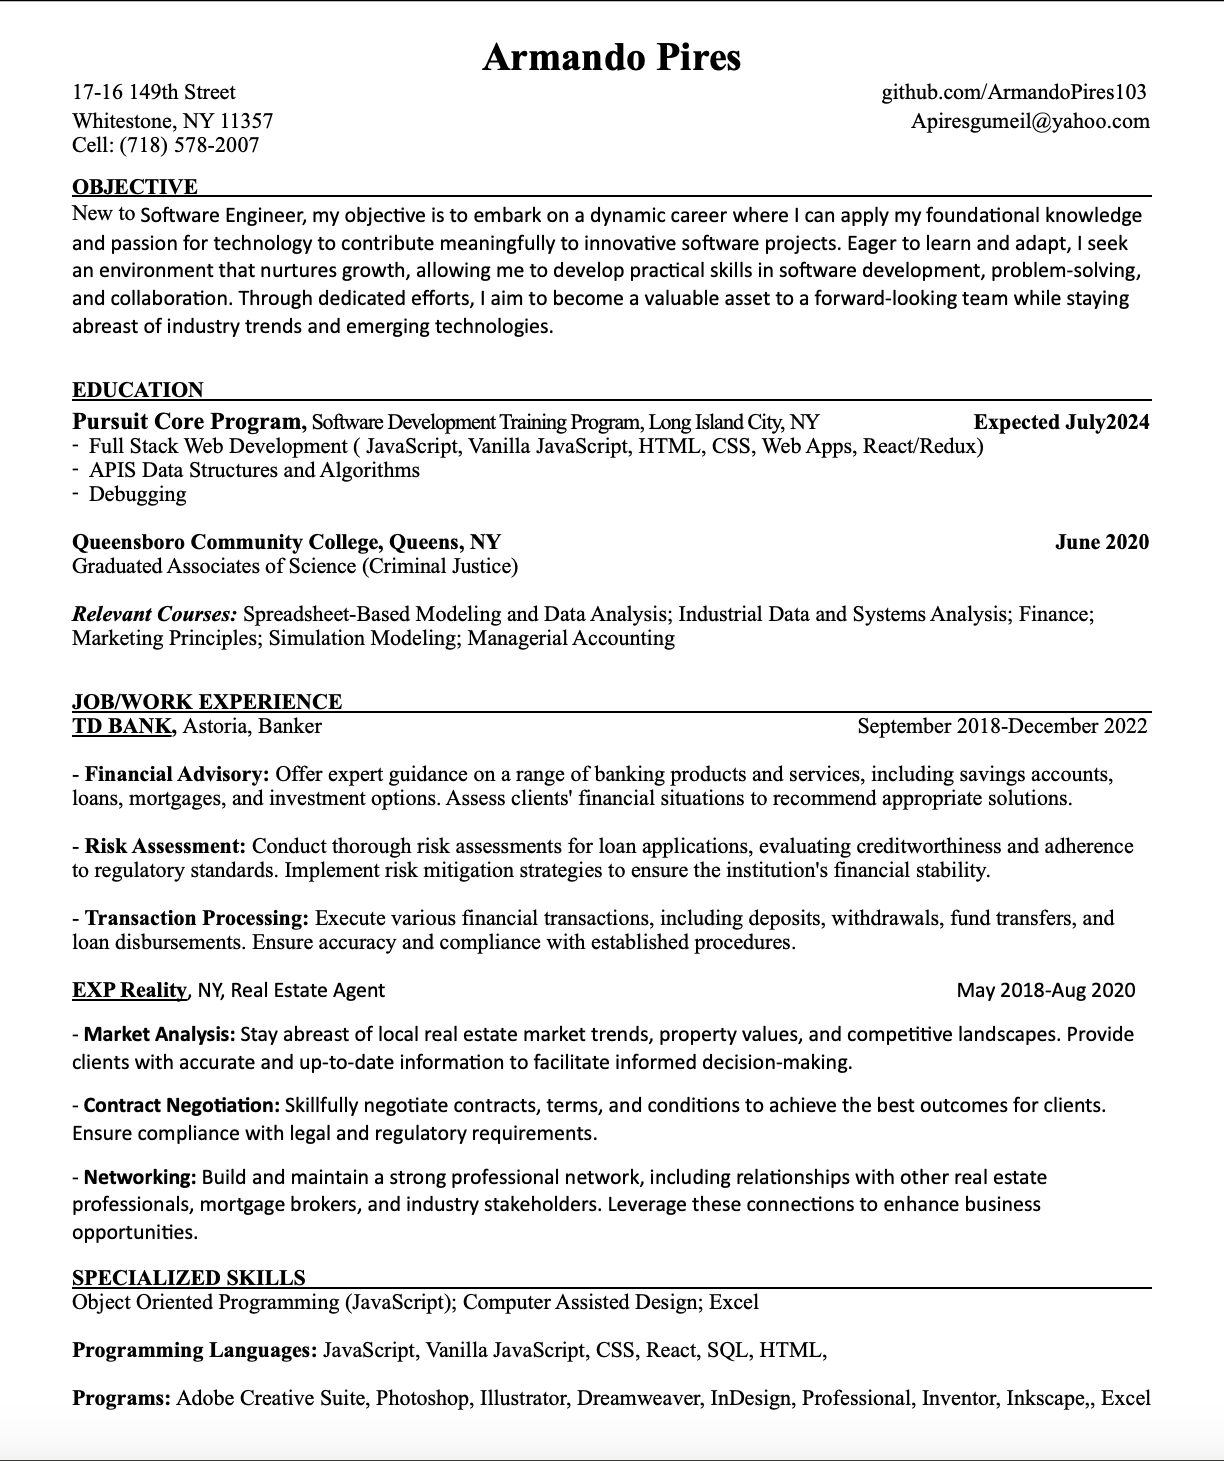 Armando Pires
17-16 149th Street
github.com/ArmandoPires103
Whitestone, NY 11357
Apiresgumeil@yahoo.com
Cell: (718) 578-2007
OBJECTIVE
New to Software Engineer, my objective is to embark on a dynamic career where I can apply my foundational knowledge
and passion for technology to contribute meaningfully to innovative software projects. Eager to learn and adapt, I seek
an environment that nurtures growth, allowing me to develop practical skills in software development, problem-solving,
and collaboration. Through dedicated efforts, I aim to become a valuable asset to a forward-looking team while staying
abreast of industry trends and emerging technologies.
EDUCATION
Pursuit Core Program, Software Development Training Program, Long Island City, NY Expected July2024
- Full Stack Web Development ( JavaScript, Vanilla JavaScript, HTML, CSS, Web Apps, React/Redux)
- APIS Data Structures and Algorithms
- Debugging
Queensboro Community College, Queens, NY June 2020
Graduated Associates of Science (Criminal Justice)
Relevant Courses: Spreadsheet-Based Modeling and Data Analysis; Industrial Data and Systems Analysis; Finance;
Marketing Principles; Simulation Modeling; Managerial Accounting
JOB/WORK EXPERIENCE
TD BANK, Astoria, Banker September 2018-December 2022
- Financial Advisory: Offer expert guidance on a range of banking products and services, including savings accounts,
loans, mortgages, and investment options. Assess clients' financial situations to recommend appropriate solutions.
- Risk Assessment: Conduct thorough risk assessments for loan applications, evaluating creditworthiness and adherence
to regulatory standards. Implement risk mitigation strategies to ensure the institution's financial stability.
- Transaction Processing: Execute various financial transactions, including deposits, withdrawals, fund transfers, and
loan disbursements. Ensure accuracy and compliance with established procedures.
EXP Reality, NY, Real Estate Agent May 2018-Aug 2020
- Market Analysis: Stay abreast of local real estate market trends, property values, and competitive landscapes. Provide
clients with accurate and up-to-date information to facilitate informed decision-making.
- Contract Negotiation: Skillfully negotiate contracts, terms, and conditions to achieve the best outcomes for clients.
Ensure compliance with legal and regulatory requirements.
- Networking: Build and maintain a strong professional network, including relationships with other real estate
professionals, mortgage brokers, and industry stakeholders. Leverage these connections to enhance business
opportunities.
SPECIALIZED SKILLS
Object Oriented Programming (JavaScript); Computer Assisted Design; Excel
Programming Languages: JavaScript, Vanilla JavaScript, CSS, React, SQL, HTML,
Programs: Adobe Creative Suite, Photoshop, Illustrator, Dreamweaver, InDesign, Professional, Inventor, Inkscape,, Excel